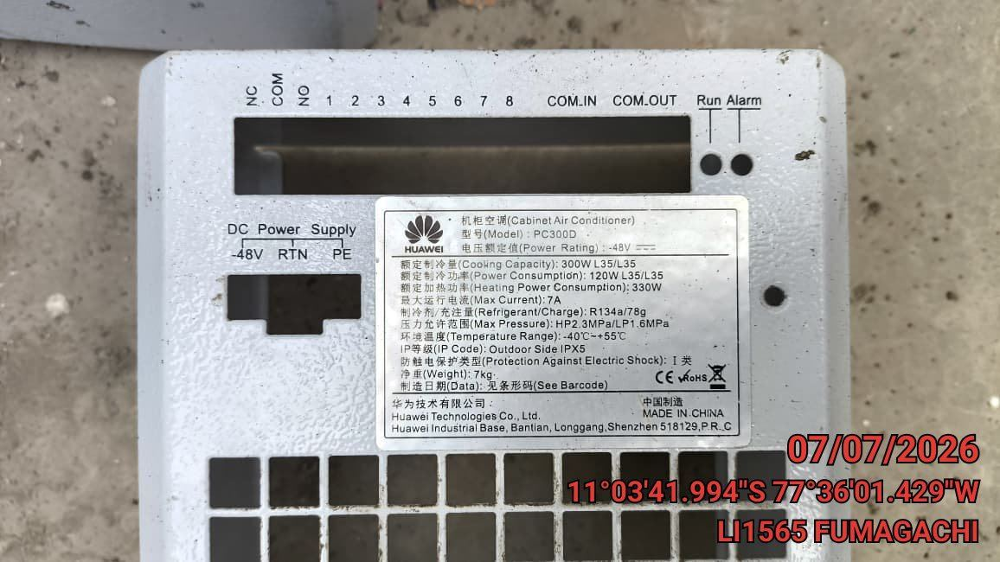 NC COM NO 1 2 3 4 5 6 7 8 COM_IN COM_OUT Run Alarm
DC Power Supply
-48V RTN PE
HUAWEI
机柜空调(Cabinet Air Conditioner)
型号(Model) : PC300D
电压额定值(Power Rating) : -48V ⎓
额定制冷量(Cooling Capacity): 300W L35/L35
额定制冷功率(Power Consumption): 120W L35/L35
额定加热功率(Heating Power Consumption): 330W
最大运行电流(Max Current): 7A
制冷剂/充注量(Refrigerant/Charge): R134a/78g
压力允许范围(Max Pressure): HP2.3MPa/LP1.6MPa
环境温度(Temperature Range): -40℃~+55℃
IP等级(IP Code): Outdoor Side IPX5
防触电保护类型(Protection Against Electric Shock): I 类
净重(Weight): 7kg
制造日期(Data): 见条形码(See Barcode)
CE RoHS
华为技术有限公司
Huawei Technologies Co., Ltd.
中国制造
MADE IN CHINA
Huawei Industrial Base, Bantian, Longgang,Shenzhen 518129,P.R.C
07/07/2026
11°03'41.994"S 77°36'01.429"W
LI1565 FUMAGACHI